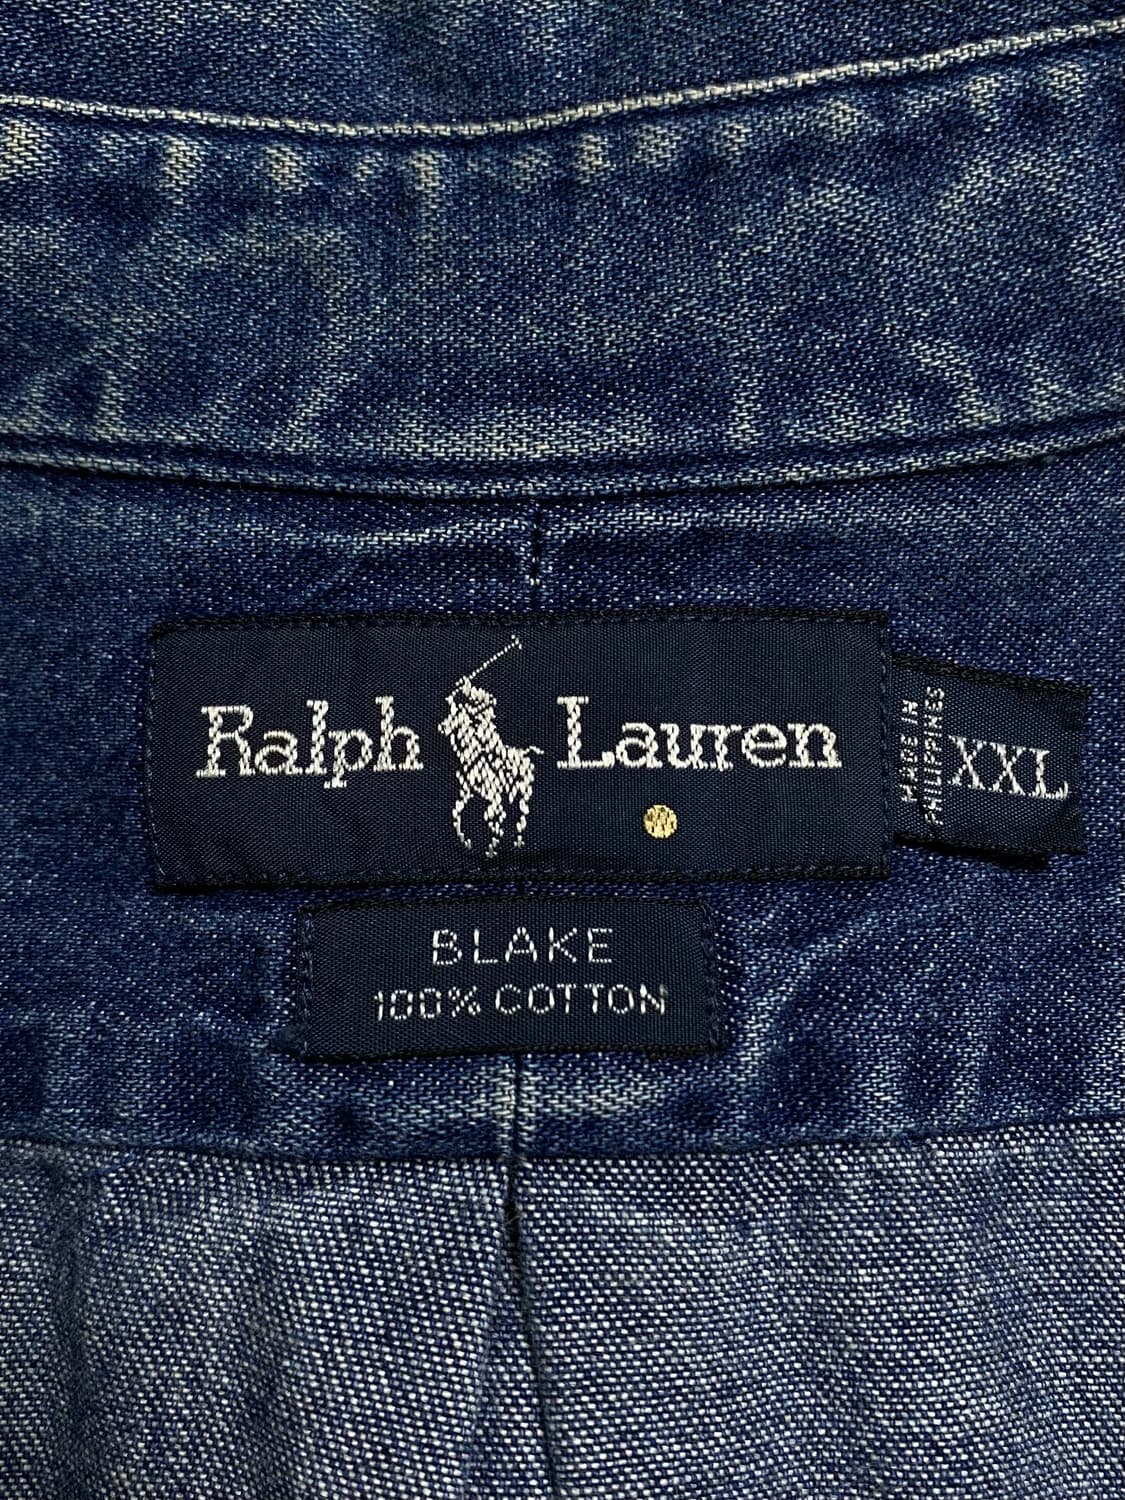 Ralph Lauren
MADE IN
PHILIPPINES
XXL
BLAKE
100% COTTON